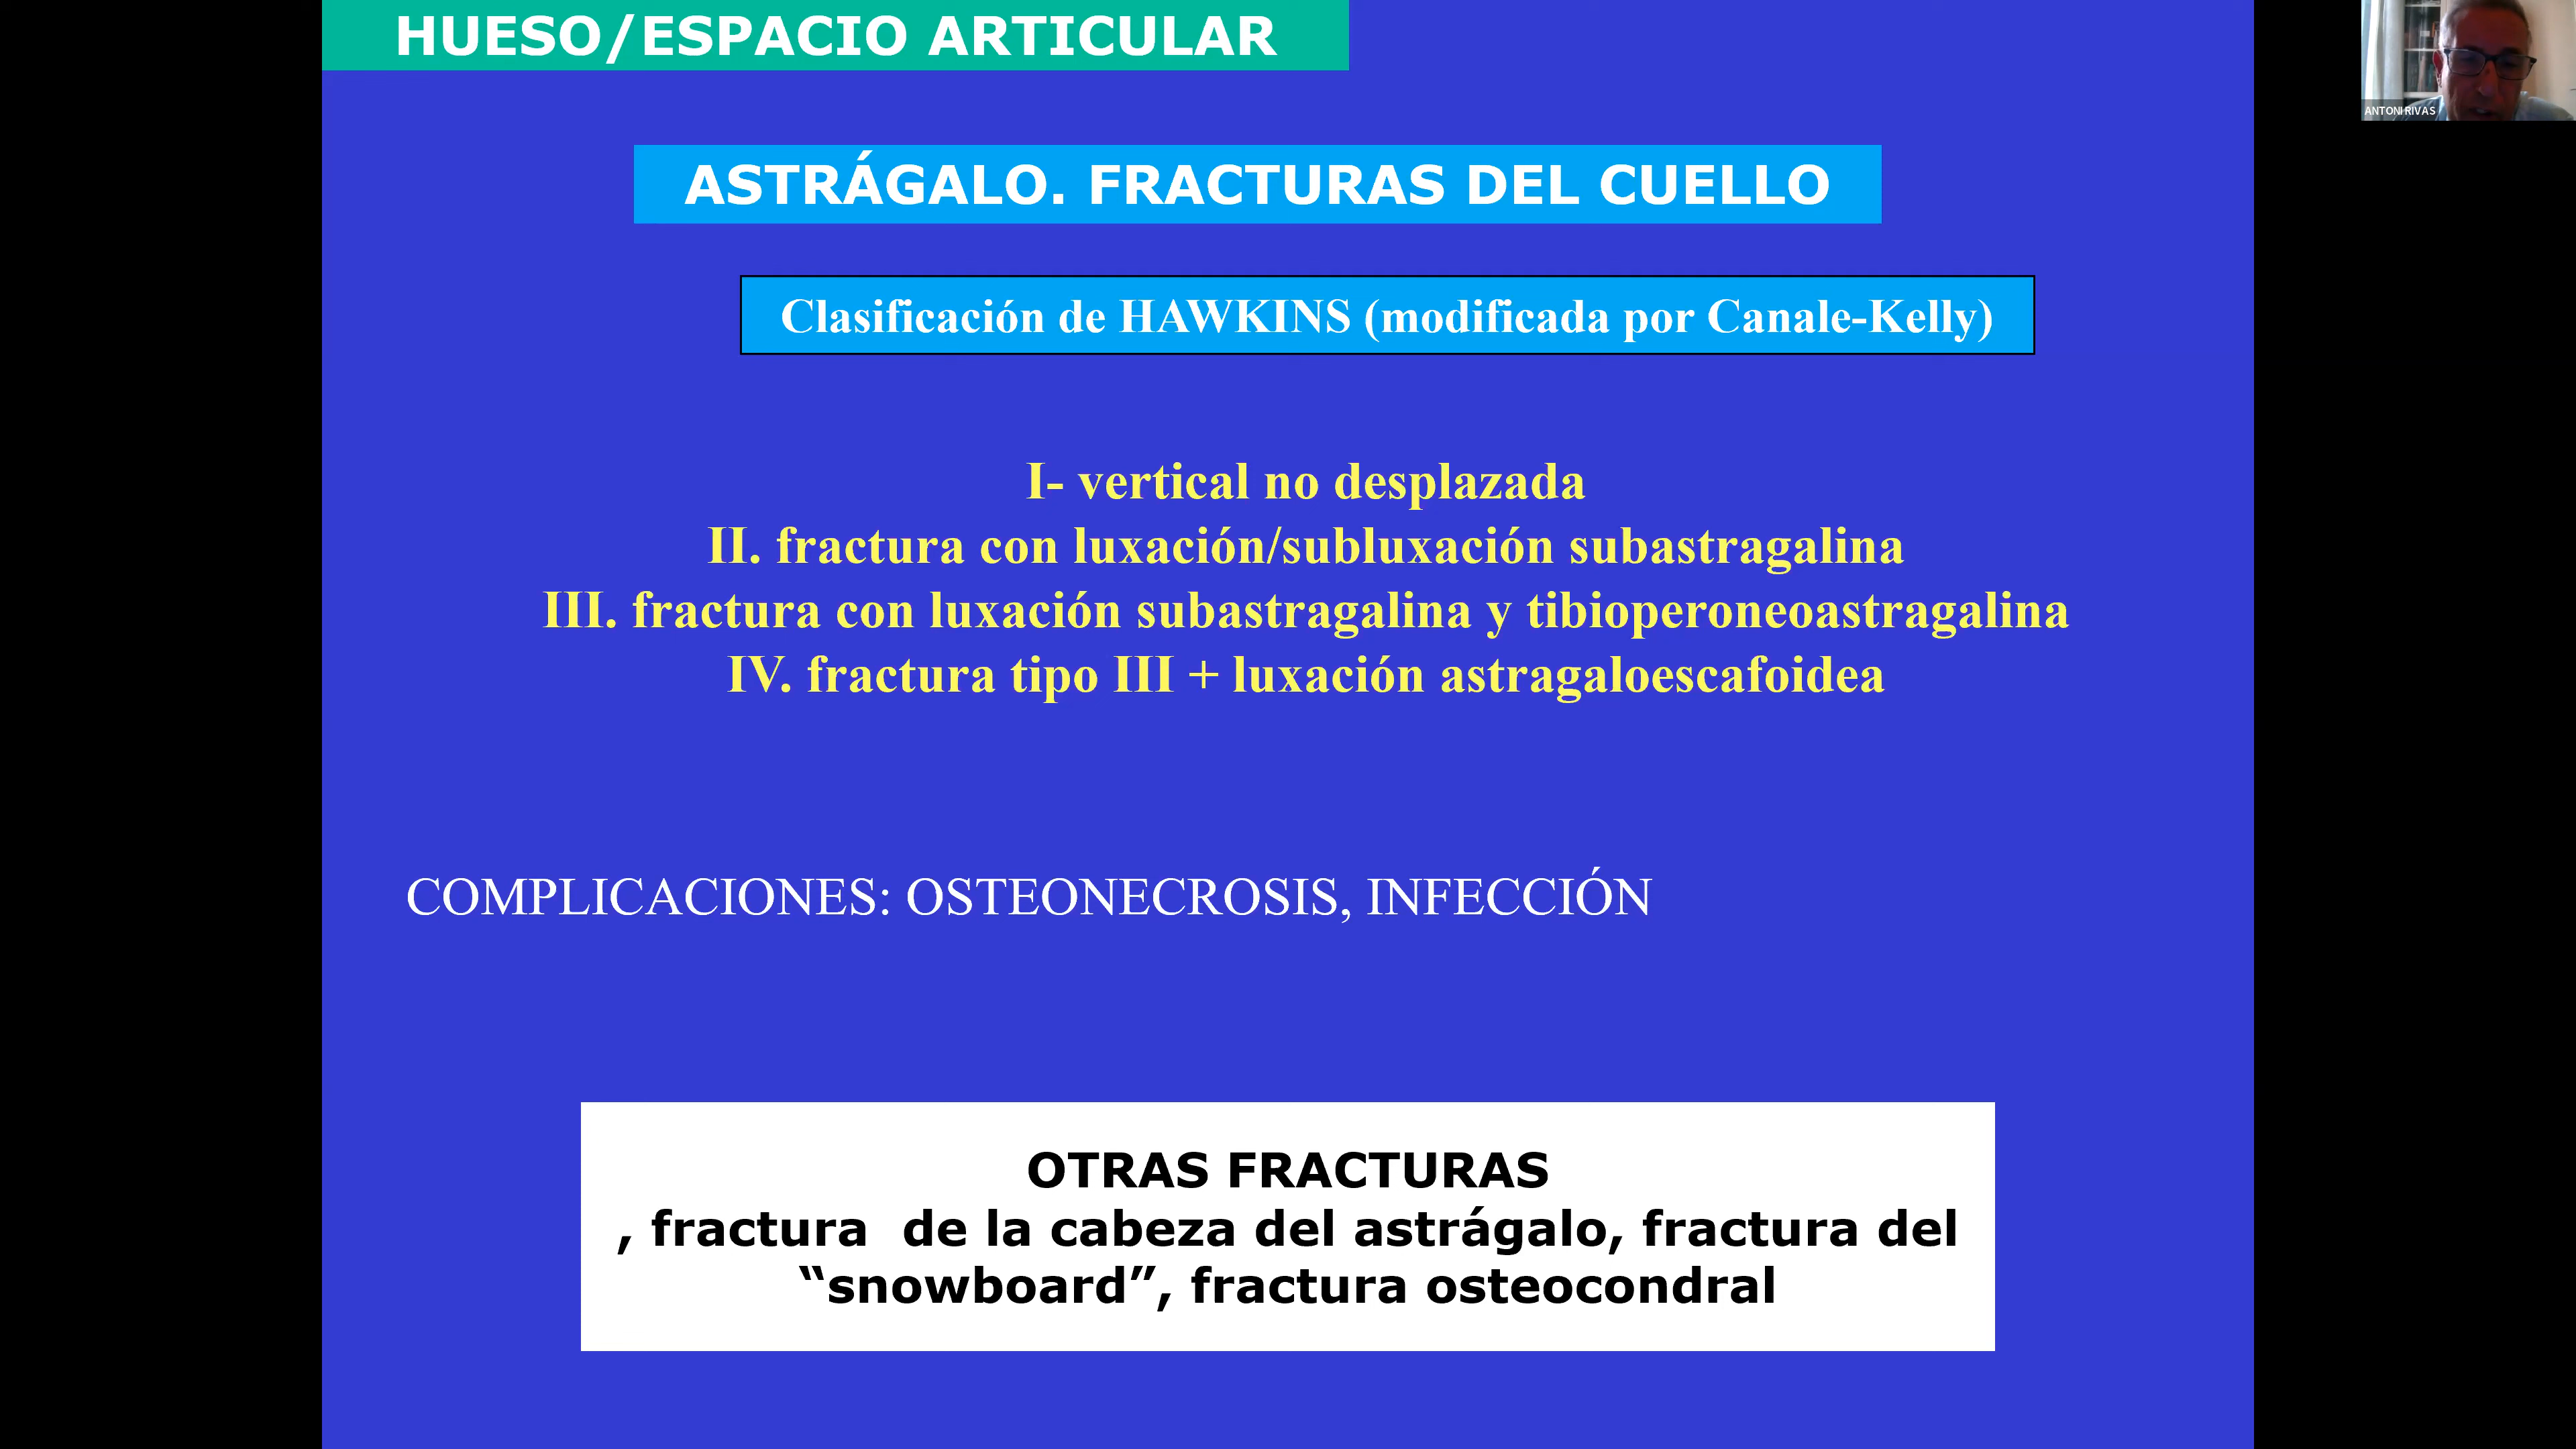 HUESO/ESPACIO ARTICULAR
ANTONI RIVAS
ASTRÁGALO. FRACTURAS DEL CUELLO
Clasificación de HAWKINS (modificada por Canale-Kelly)
I- vertical no desplazada
II. fractura con luxación/subluxación subastragalina
III. fractura con luxación subastragalina y tibioperoneoastragalina
IV. fractura tipo III + luxación astragaloescafoidea
COMPLICACIONES: OSTEONECROSIS, INFECCIÓN
OTRAS FRACTURAS
, fractura  de la cabeza del astrágalo, fractura del
“snowboard”, fractura osteocondral